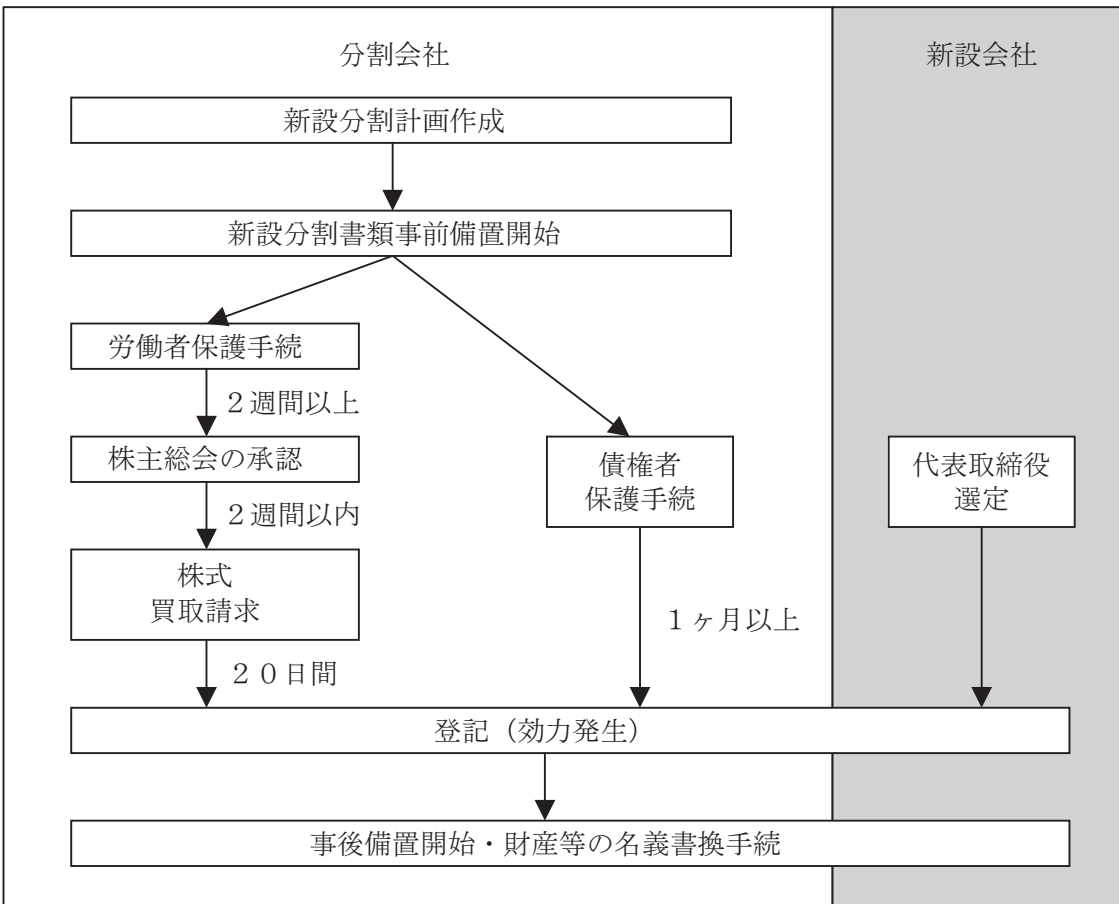 分割会社
新設会社
新設分割計画作成
新設分割書類事前備置開始
労働者保護手続
２週間以上
株主総会の承認
２週間以内
株式
買取請求
２０日間
債権者
保護手続
１ヶ月以上
代表取締役
選定
登記（効力発生）
事後備置開始・財産等の名義書換手続